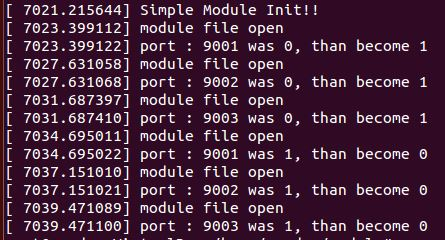 [ 7021.215644] Simple Module Init!!
[ 7023.399112] module file open
[ 7023.399122] port : 9001 was 0, than become 1
[ 7027.631058] module file open
[ 7027.631068] port : 9002 was 0, than become 1
[ 7031.687397] module file open
[ 7031.687410] port : 9003 was 0, than become 1
[ 7034.695011] module file open
[ 7034.695022] port : 9001 was 1, than become 0
[ 7037.151010] module file open
[ 7037.151021] port : 9002 was 1, than become 0
[ 7039.471089] module file open
[ 7039.471100] port : 9003 was 1, than become 0